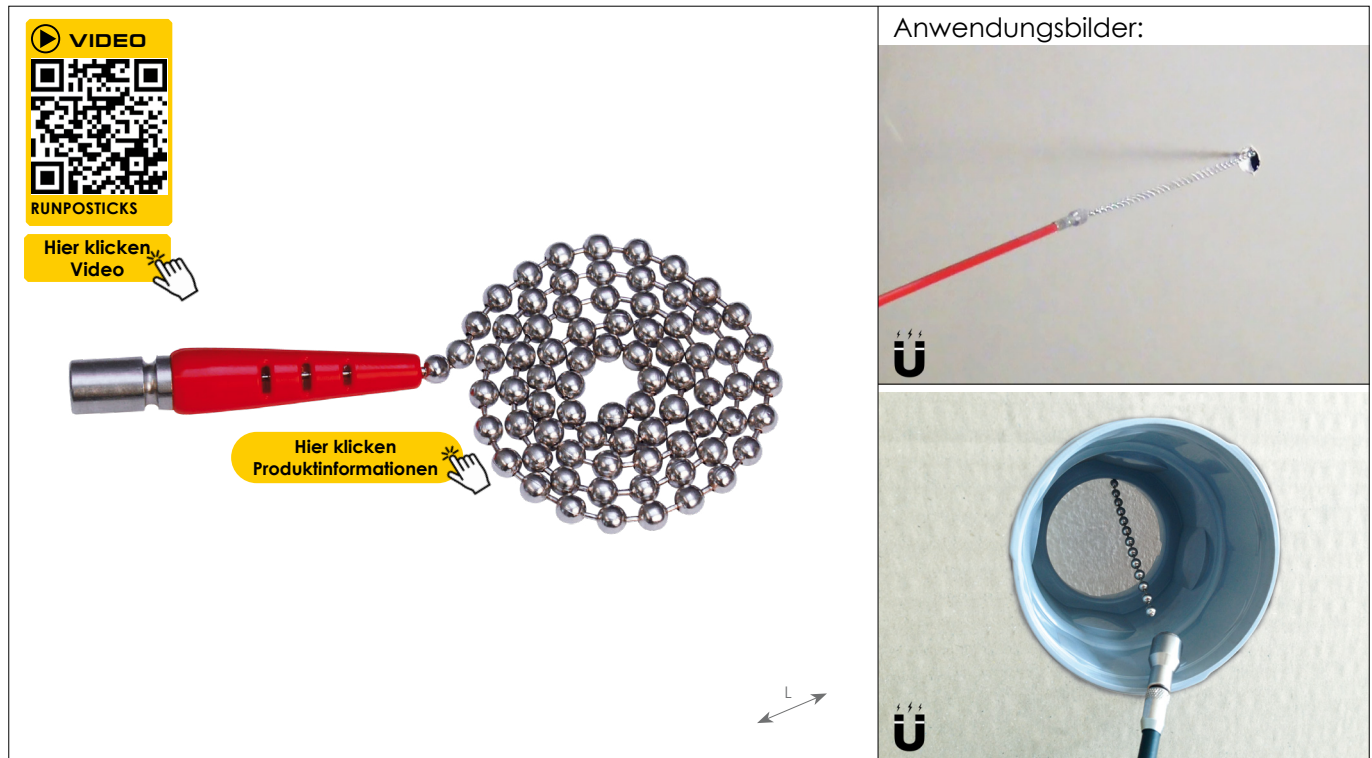 VIDEO
RUNPOSTICKS
Hier klicken
Video
Hier klicken
Produktinformationen
L
Anwendungsbilder: